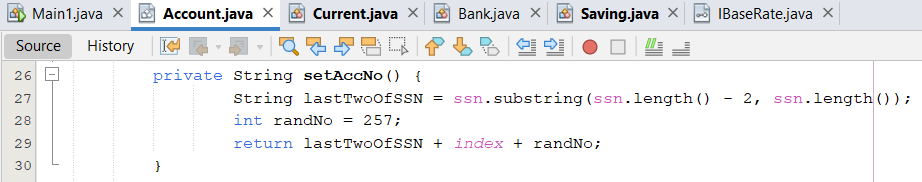 Main1.java Account.java Current.java Bank.java Saving.java IBaseRate.java
Source History
26 private String setAccNo() {
27 String lastTwoOfSSN = ssn.substring(ssn.length() - 2, ssn.length());
28 int randNo = 257;
29 return lastTwoOfSSN + index + randNo;
30 }